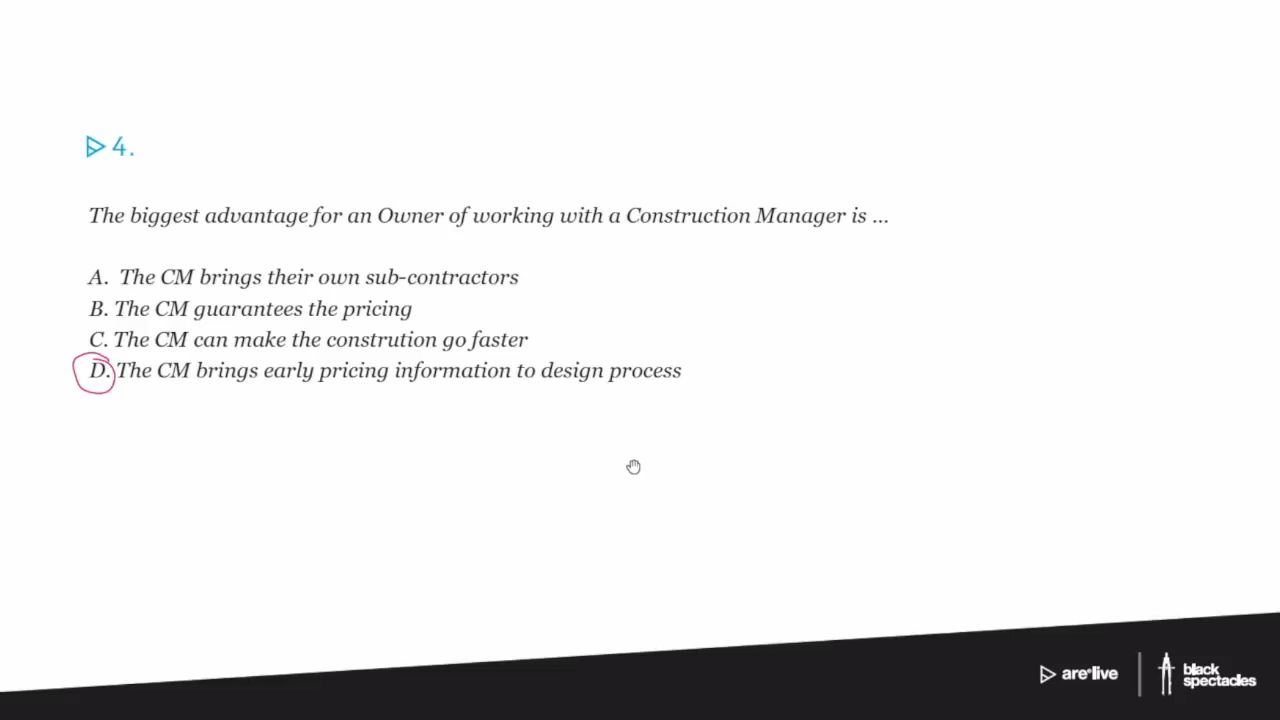 4.
The biggest advantage for an Owner of working with a Construction Manager is ...
A. The CM brings their own sub-contractors
B. The CM guarantees the pricing
C. The CM can make the constrution go faster
D. The CM brings early pricing information to design process
are®live
black
spectacles